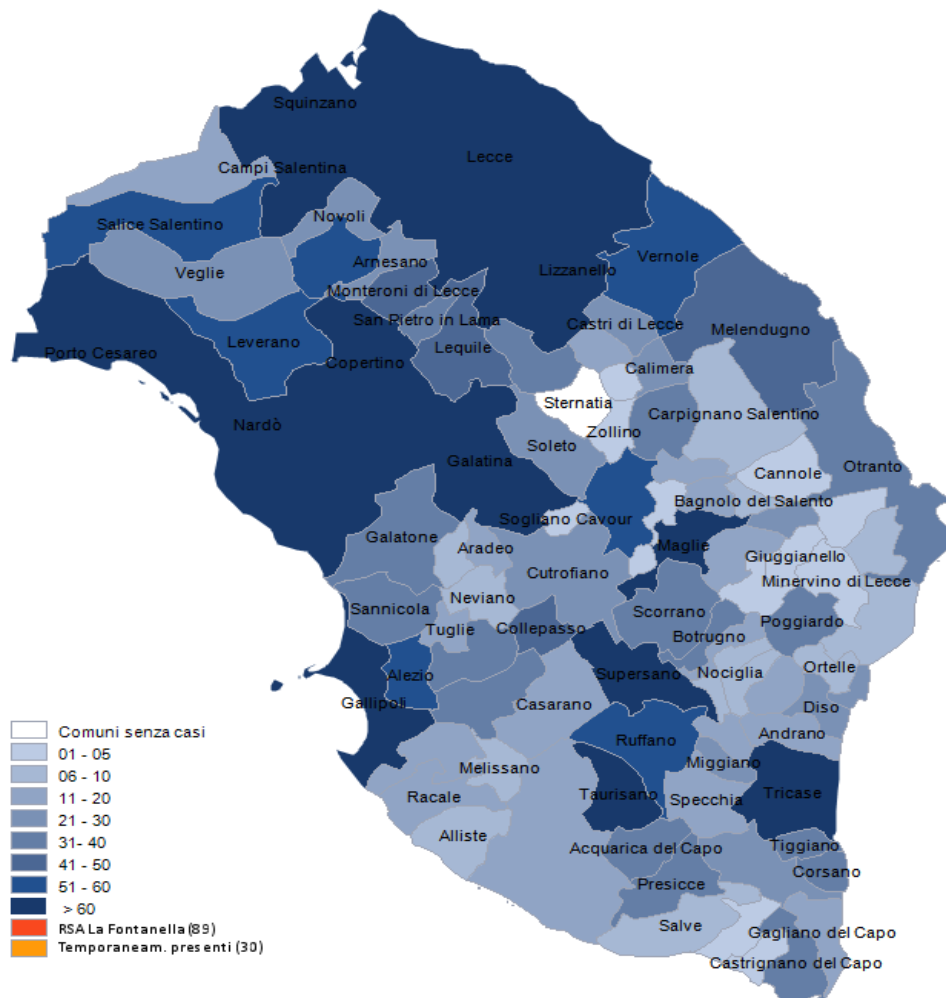 Squinzano
Lecce
Campi Salentina
Novoli
Salice Salentino
Vernole
Arnesano
Lizzanello
Veglie
Monteroni di Lecce
San Pietro in Lama
Castri di Lecce
Melendugno
Leverano
Porto Cesareo
Copertino
Lequile
Calimera
Sternatia
Carpignano Salentino
Nardò
Zollino
Soleto
Galatina
Otranto
Cannole
Bagnolo del Salento
Sogliano Cavour
Galatone
Aradeo
Maglie
Giuggianello
Cutrofiano
Minervino di Lecce
Neviano
Sannicola
Scorrano
Poggiardo
Tuglie
Collepasso
Botrugno
Alezio
Supersano
Nociglia
Ortelle
Gallipoli
Casarano
Diso
Andrano
Ruffano
Miggiano
Melissano
Racale
Taurisano
Specchia
Tricase
Alliste
Acquarica del Capo
Tiggiano
Corsano
Presicce
Salve
Gagliano del Capo
Castrignano del Capo
Comuni senza casi
01 - 05
06 - 10
11 - 20
21 - 30
31- 40
41 - 50
51 - 60
> 60
RSA La Fontanella (89)
Temporaneam. presenti (30)